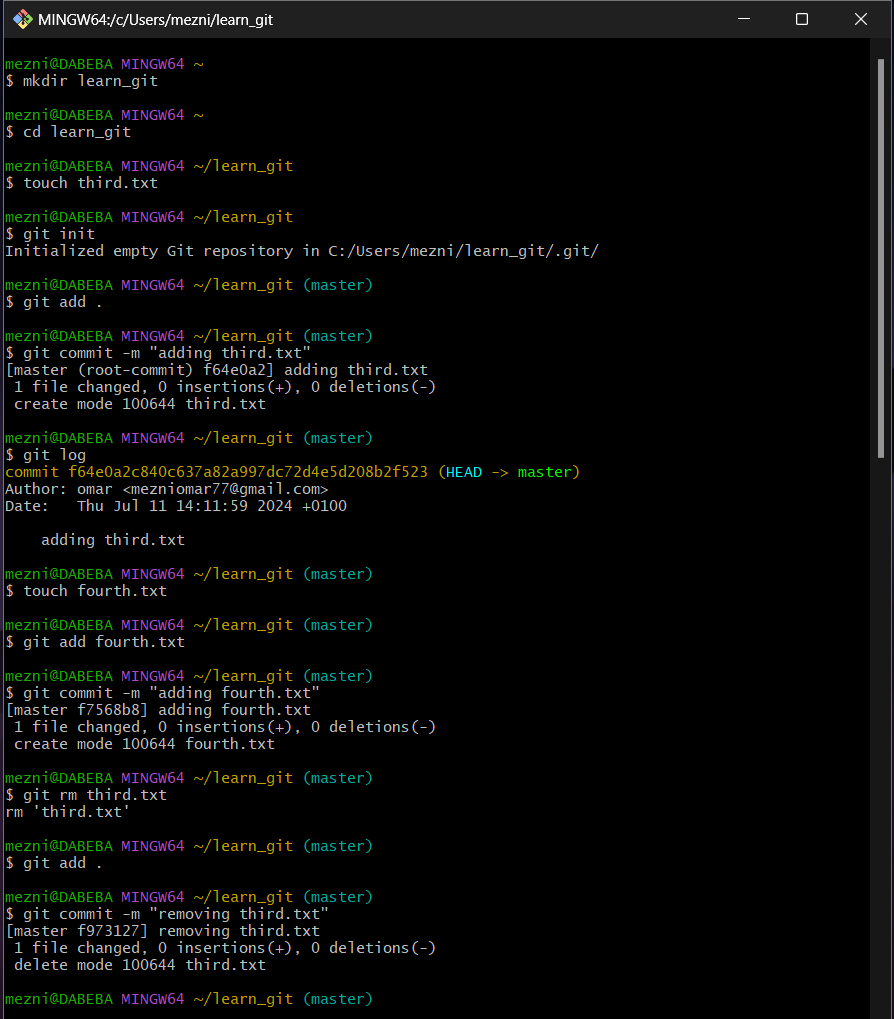 MINGW64:/c/Users/mezni/learn_git
mezni@DABEBA MINGW64 ~
$ mkdir learn_git
mezni@DABEBA MINGW64 ~
$ cd learn_git
mezni@DABEBA MINGW64 ~/learn_git
$ touch third.txt
mezni@DABEBA MINGW64 ~/learn_git
$ git init
Initialized empty Git repository in C:/Users/mezni/learn_git/.git/
mezni@DABEBA MINGW64 ~/learn_git (master)
$ git add .
mezni@DABEBA MINGW64 ~/learn_git (master)
$ git commit -m "adding third.txt"
[master (root-commit) f64e0a2] adding third.txt
 1 file changed, 0 insertions(+), 0 deletions(-)
 create mode 100644 third.txt
mezni@DABEBA MINGW64 ~/learn_git (master)
$ git log
commit f64e0a2c840c637a82a997dc72d4e5d208b2f523 (HEAD -> master)
Author: omar <mezniomar77@gmail.com>
Date:   Thu Jul 11 14:11:59 2024 +0100
    adding third.txt
mezni@DABEBA MINGW64 ~/learn_git (master)
$ touch fourth.txt
mezni@DABEBA MINGW64 ~/learn_git (master)
$ git add fourth.txt
mezni@DABEBA MINGW64 ~/learn_git (master)
$ git commit -m "adding fourth.txt"
[master f7568b8] adding fourth.txt
 1 file changed, 0 insertions(+), 0 deletions(-)
 create mode 100644 fourth.txt
mezni@DABEBA MINGW64 ~/learn_git (master)
$ git rm third.txt
rm 'third.txt'
mezni@DABEBA MINGW64 ~/learn_git (master)
$ git add .
mezni@DABEBA MINGW64 ~/learn_git (master)
$ git commit -m "removing third.txt"
[master f973127] removing third.txt
 1 file changed, 0 insertions(+), 0 deletions(-)
 delete mode 100644 third.txt
mezni@DABEBA MINGW64 ~/learn_git (master)